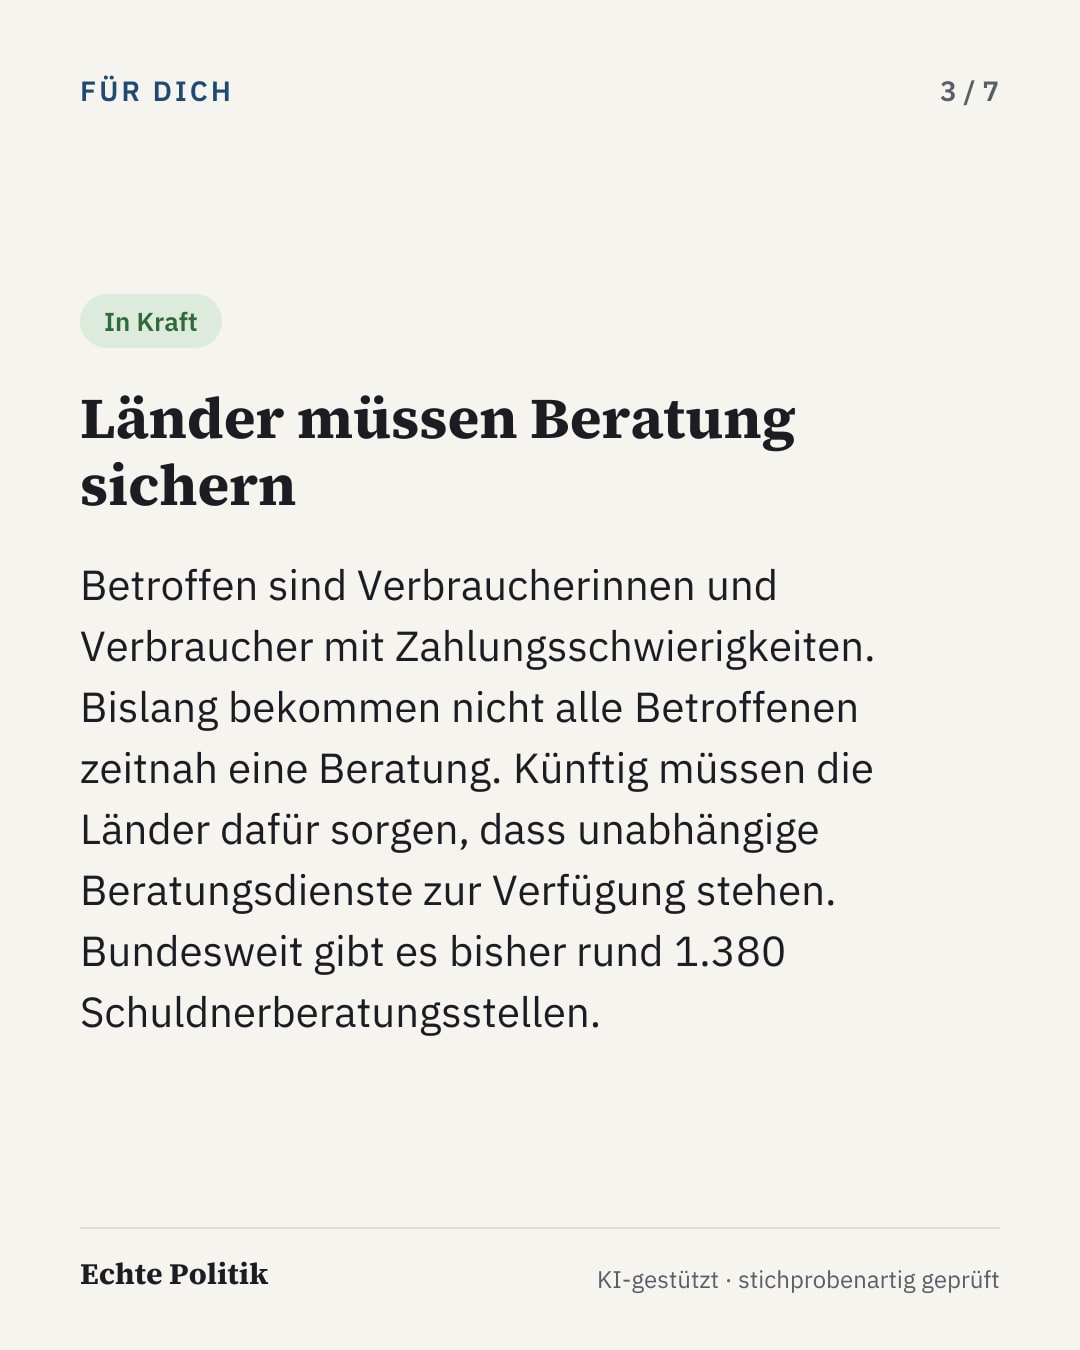 FÜR DICH
3 / 7
In Kraft
Länder müssen Beratung
sichern
Betroffen sind Verbraucherinnen und
Verbraucher mit Zahlungsschwierigkeiten.
Bislang bekommen nicht alle Betroffenen
zeitnah eine Beratung. Künftig müssen die
Länder dafür sorgen, dass unabhängige
Beratungsdienste zur Verfügung stehen.
Bundesweit gibt es bisher rund 1.380
Schuldnerberatungsstellen.
Echte Politik
KI-gestützt · stichprobenartig geprüft